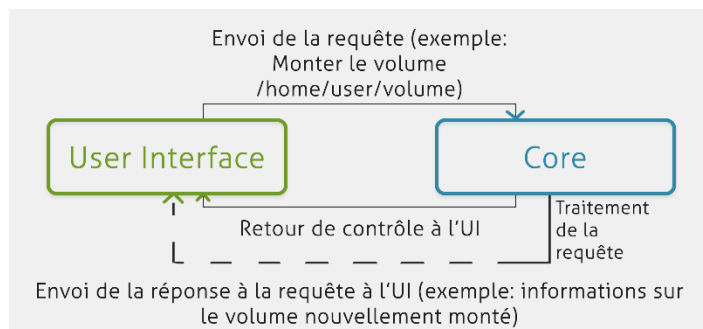 Envoi de la requête (exemple:
Monter le volume
/home/user/volume)
User Interface
Core
Retour de contrôle à l'UI
Traitement
de la
requête
Envoi de la réponse à la requête à l'UI (exemple: informations sur
le volume nouvellement monté)